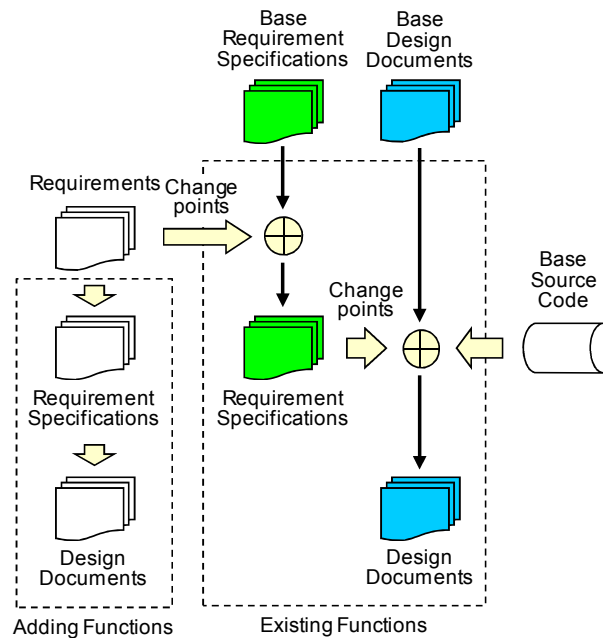 Base
Requirement
Specifications
Base
Design
Documents
Requirements
Change
points
Base
Source
Code
Change
points
Requirement
Specifications
Requirement
Specifications
Design
Documents
Design
Documents
Adding Functions
Existing Functions